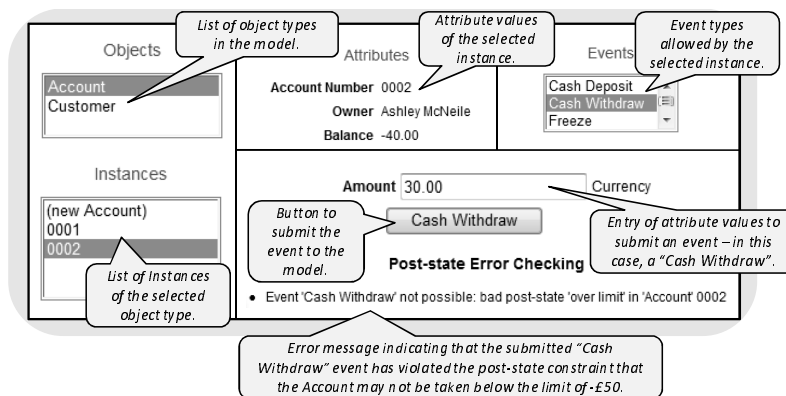 List of object types
in the model.
Attribute values
of the selected
instance.
Event types
allowed by the
selected instance.
Objects
Account
Customer
Attributes
Account Number 0002
Owner Ashley McNeile
Balance -40.00
Events
Cash Deposit
Cash Withdraw
Freeze
Instances
(new Account)
0001
0002
List of Instances
of the selected
object type.
Amount 30.00 Currency
Cash Withdraw
Button to
submit the
event to the
model.
Entry of attribute values to
submit an event – in this
case, a “Cash Withdraw”.
Post-state Error Checking
• Event 'Cash Withdraw' not possible: bad post-state 'over limit' in 'Account' 0002
Error message indicating that the submitted “Cash
Withdraw” event has violated the post-state constraint that
the Account may not be taken below the limit of -£50.